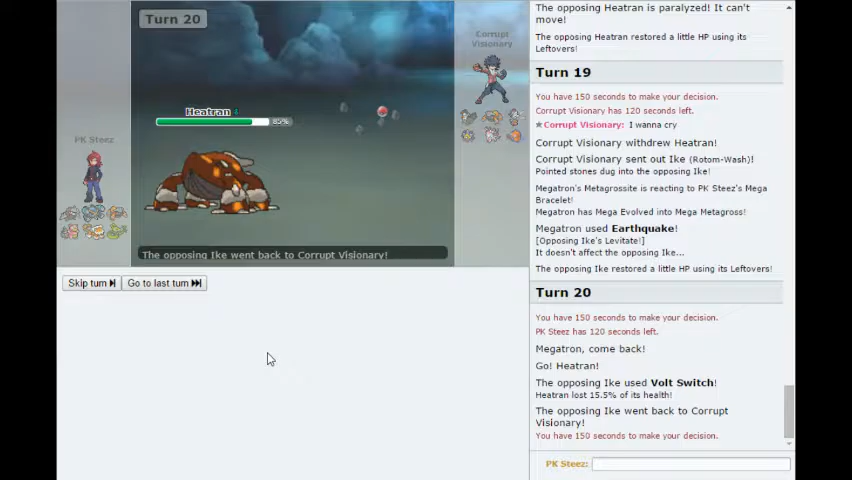 Turn 20
Corrupt
Visionary
Heatran
85%
PK Steez
The opposing Ike went back to Corrupt Visionary!
Skip turn
Go to last turn
The opposing Heatran is paralyzed! It can't
move!
The opposing Heatran restored a little HP using its
Leftovers!
Turn 19
You have 150 seconds to make your decision.
Corrupt Visionary has 120 seconds left.
★Corrupt Visionary: I wanna cry
Corrupt Visionary withdrew Heatran!
Corrupt Visionary sent out Ike (Rotom-Wash)!
Pointed stones dug into the opposing Ike!
Megatron's Metagrossite is reacting to PK Steez's Mega
Bracelet!
Megatron has Mega Evolved into Mega Metagross!
Megatron used Earthquake!
[Opposing Ike's Levitate!]
It doesn't affect the opposing Ike...
The opposing Ike restored a little HP using its Leftovers!
Turn 20
You have 150 seconds to make your decision.
PK Steez has 120 seconds left.
Megatron, come back!
Go! Heatran!
The opposing Ike used Volt Switch!
Heatran lost 15.5% of its health!
The opposing Ike went back to Corrupt
Visionary!
You have 150 seconds to make your decision.
PK Steez: